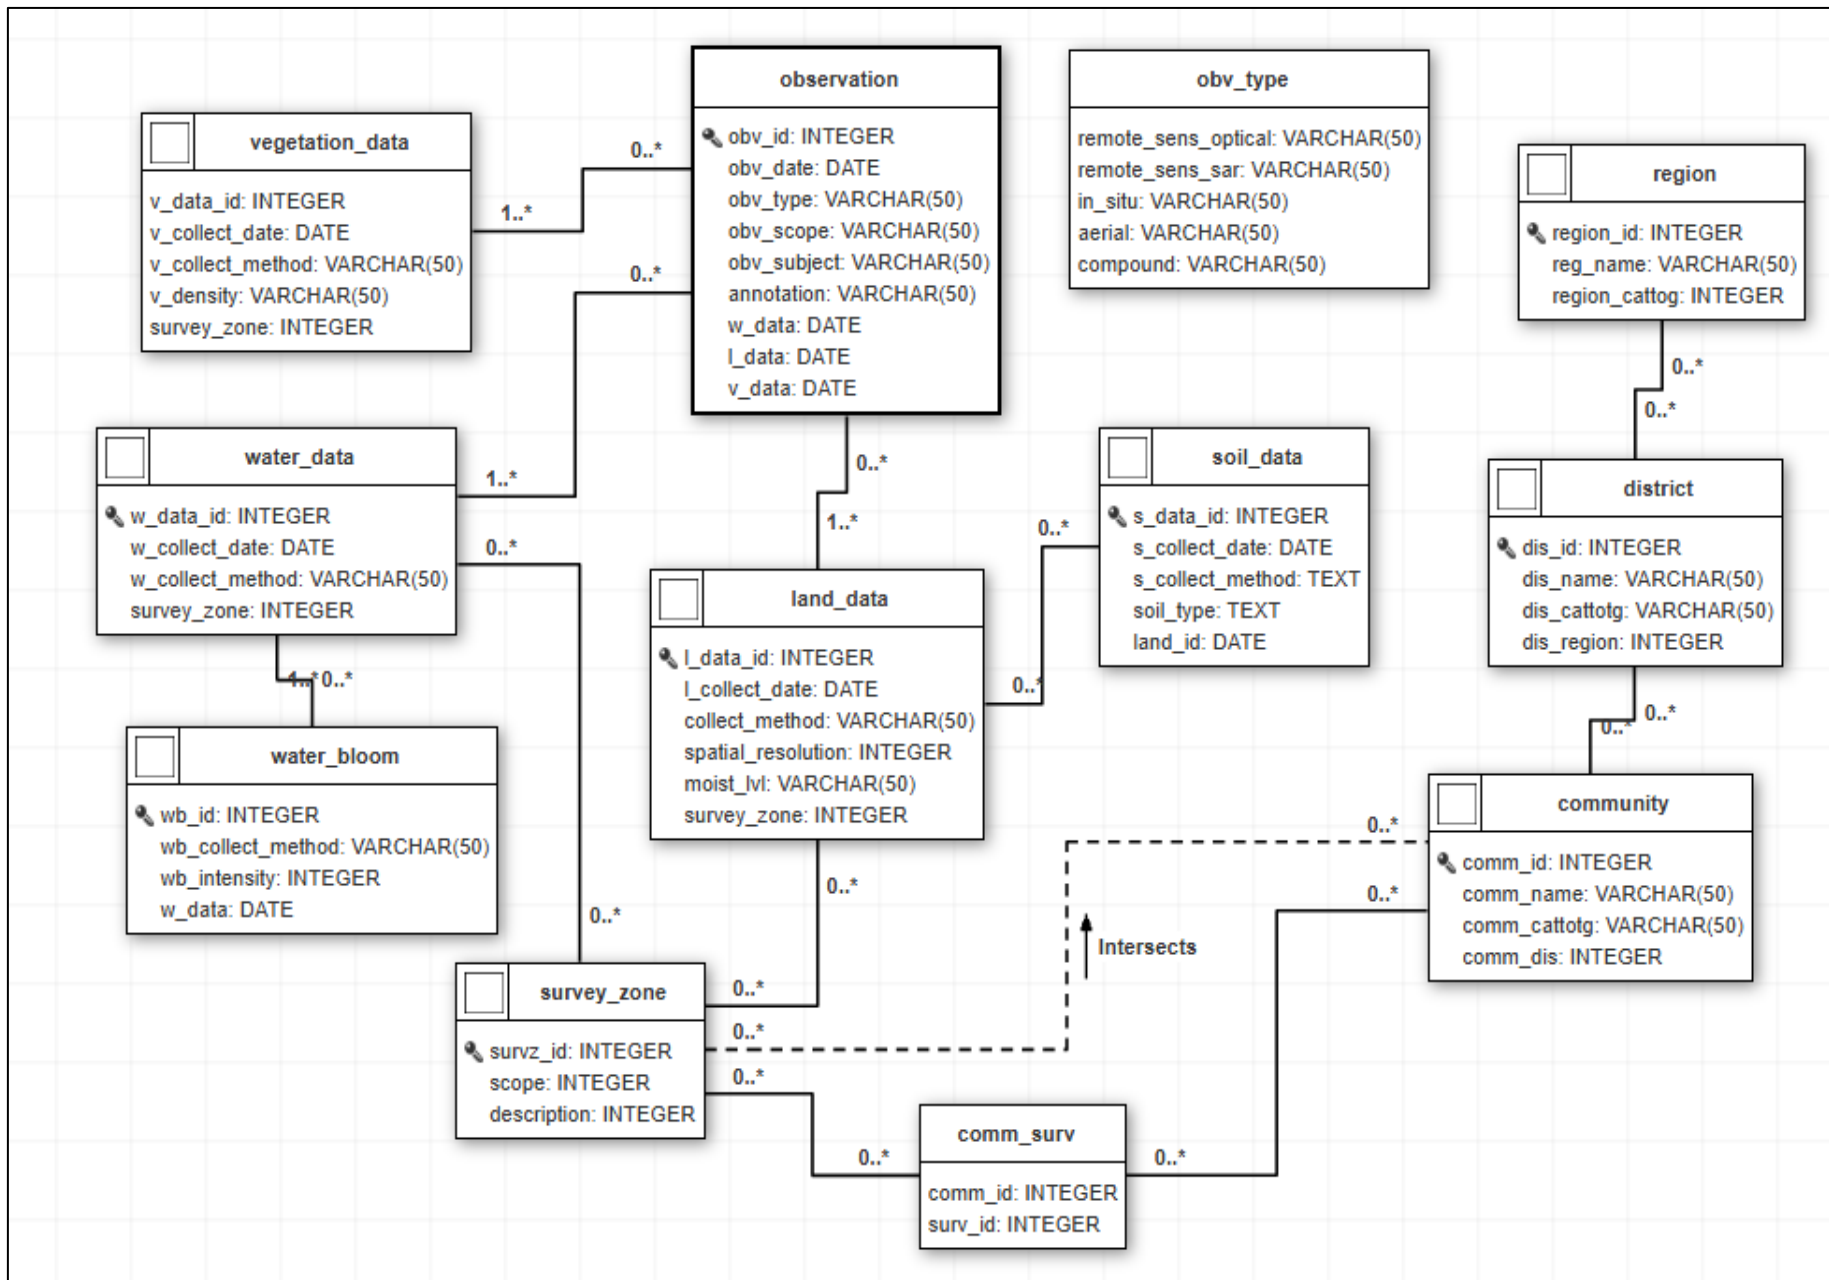 observation
obv_id: INTEGER
obv_date: DATE
obv_type: VARCHAR(50)
obv_scope: VARCHAR(50)
obv_subject: VARCHAR(50)
annotation: VARCHAR(50)
w_data: DATE
l_data: DATE
v_data: DATE
obv_type
remote_sens_optical: VARCHAR(50)
remote_sens_sar: VARCHAR(50)
in_situ: VARCHAR(50)
aerial: VARCHAR(50)
compound: VARCHAR(50)
vegetation_data
v_data_id: INTEGER
v_collect_date: DATE
v_collect_method: VARCHAR(50)
v_density: VARCHAR(50)
survey_zone: INTEGER
0..*
1..*
0..*
1..*
region
region_id: INTEGER
reg_name: VARCHAR(50)
region_cattog: INTEGER
0..*
0..*
water_data
w_data_id: INTEGER
w_collect_date: DATE
w_collect_method: VARCHAR(50)
survey_zone: INTEGER
0..*
0..*
1..*
0..*
1..*
0..*
soil_data
s_data_id: INTEGER
s_collect_date: DATE
s_collect_method: TEXT
soil_type: TEXT
land_id: DATE
0..*
0..*
district
dis_id: INTEGER
dis_name: VARCHAR(50)
dis_cattotg: VARCHAR(50)
dis_region: INTEGER
0..*
0..*
land_data
l_data_id: INTEGER
l_collect_date: DATE
collect_method: VARCHAR(50)
spatial_resolution: INTEGER
moist_lvl: VARCHAR(50)
survey_zone: INTEGER
0..*
0..*
water_bloom
wb_id: INTEGER
wb_collect_method: VARCHAR(50)
wb_intensity: INTEGER
w_data: DATE
community
comm_id: INTEGER
comm_name: VARCHAR(50)
comm_cattotg: VARCHAR(50)
comm_dis: INTEGER
0..*
0..*
Intersects
survey_zone
survz_id: INTEGER
scope: INTEGER
description: INTEGER
0..*
0..*
0..*
0..*
comm_surv
comm_id: INTEGER
surv_id: INTEGER